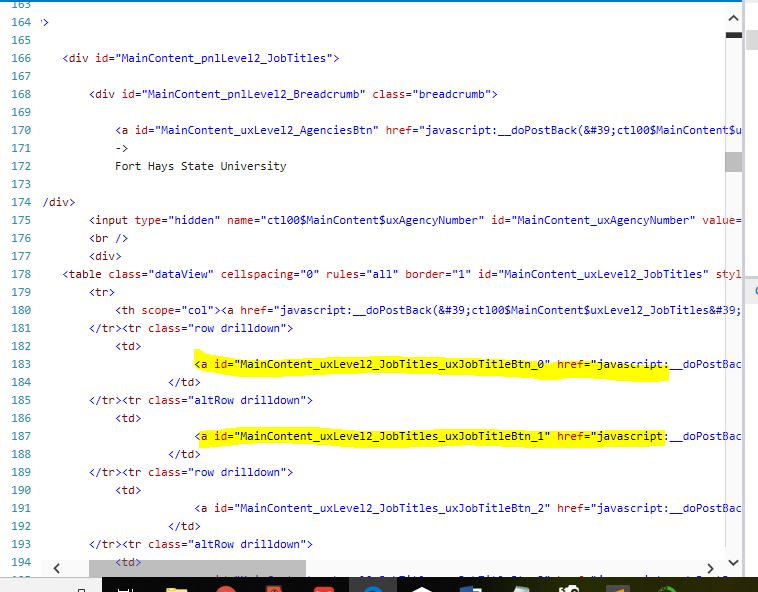 163
164 '>
165
166 <div id="MainContent_pnlLevel2_JobTitles">
167
168 <div id="MainContent_pnlLevel2_Breadcrumb" class="breadcrumb">
169
170 <a id="MainContent_uxLevel2_AgenciesBtn" href="javascript:__doPostBack(&#39;ctl00$MainContent$u
171 ->
172 Fort Hays State University
173
174 /div>
175 <input type="hidden" name="ctl00$MainContent$uxAgencyNumber" id="MainContent_uxAgencyNumber" value=
176 <br />
177 <div>
178 <table class="dataView" cellspacing="0" rules="all" border="1" id="MainContent_uxLevel2_JobTitles" styl
179 <tr>
180 <th scope="col"><a href="javascript:__doPostBack(&#39;ctl00$MainContent$uxLevel2_JobTitles&#39;
181 </tr><tr class="row drilldown">
182 <td>
183 <a id="MainContent_uxLevel2_JobTitles_uxJobTitleBtn_0" href="javascript:__doPostBac
184 </td>
185 </tr><tr class="altRow drilldown">
186 <td>
187 <a id="MainContent_uxLevel2_JobTitles_uxJobTitleBtn_1" href="javascript:__doPostBac
188 </td>
189 </tr><tr class="row drilldown">
190 <td>
191 <a id="MainContent_uxLevel2_JobTitles_uxJobTitleBtn_2" href="javascript:__doPostBac
192 </td>
193 </tr><tr class="altRow drilldown">
194 <td>